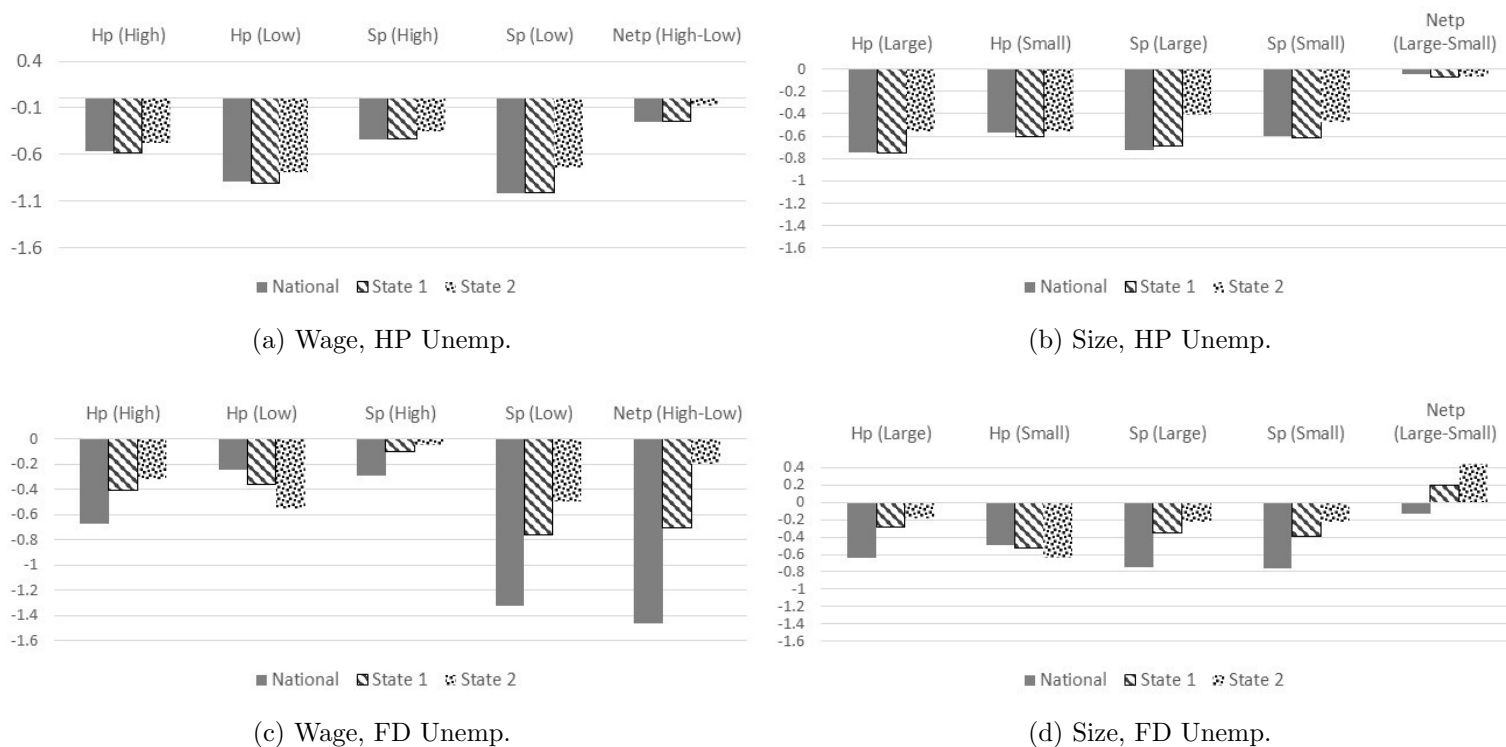 Hp (High) Hp (Low) Sp (High) Sp (Low) Netp (High-Low)
0.4
-0.1
-0.6
-1.1
-1.6
National State 1 State 2
(a) Wage, HP Unemp.
Netp
Hp (Large) Hp (Small) Sp (Large) Sp (Small) (Large-Small)
0
-0.2
-0.4
-0.6
-0.8
-1
-1.2
-1.4
-1.6
National State 1 State 2
(b) Size, HP Unemp.
Hp (High) Hp (Low) Sp (High) Sp (Low) Netp (High-Low)
0
-0.2
-0.4
-0.6
-0.8
-1
-1.2
-1.4
-1.6
National State 1 State 2
(c) Wage, FD Unemp.
Netp
Hp (Large) Hp (Small) Sp (Large) Sp (Small) (Large-Small)
0.4
0.2
0
-0.2
-0.4
-0.6
-0.8
-1
-1.2
-1.4
-1.6
National State 1 State 2
(d) Size, FD Unemp.